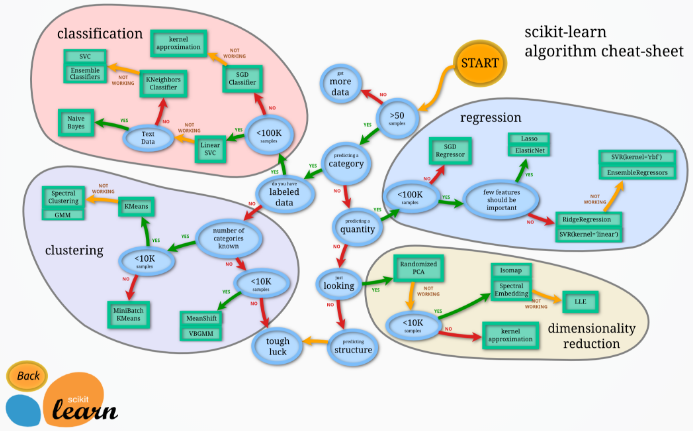 scikit-learn
algorithm cheat-sheet
START
classification
kernel
approximation
NOT
WORKING
SVC
Ensemble
Classifiers
NOT
WORKING
KNeighbors
Classifier
SGD
Classifier
NO
NO
Naive
Bayes
YES
Text
Data
NOT
WORKING
Linear
SVC
YES
<100K
samples
YES
get
more
data
NO
>50
samples
YES
predicting a
category
YES
do you have
labeled
data
NO
NO
predicting a
quantity
YES
NO
just
looking
YES
NO
predicting
structure
tough
luck
regression
SGD
Regressor
NO
<100K
samples
YES
Lasso
ElasticNet
YES
few features
should be
important
NO
RidgeRegression
SVR(kernel='linear')
NOT
WORKING
SVR(kernel='rbf')
EnsembleRegressors
clustering
Spectral
Clustering
GMM
NOT
WORKING
KMeans
YES
<10K
samples
YES
number of
categories
known
NO
NO
MiniBatch
KMeans
<10K
samples
YES
NO
MeanShift
VBGMM
Randomized
PCA
NOT
WORKING
<10K
samples
YES
NO
Isomap
Spectral
Embedding
NOT
WORKING
LLE
kernel
approximation
dimensionality
reduction
Back
scikit
learn